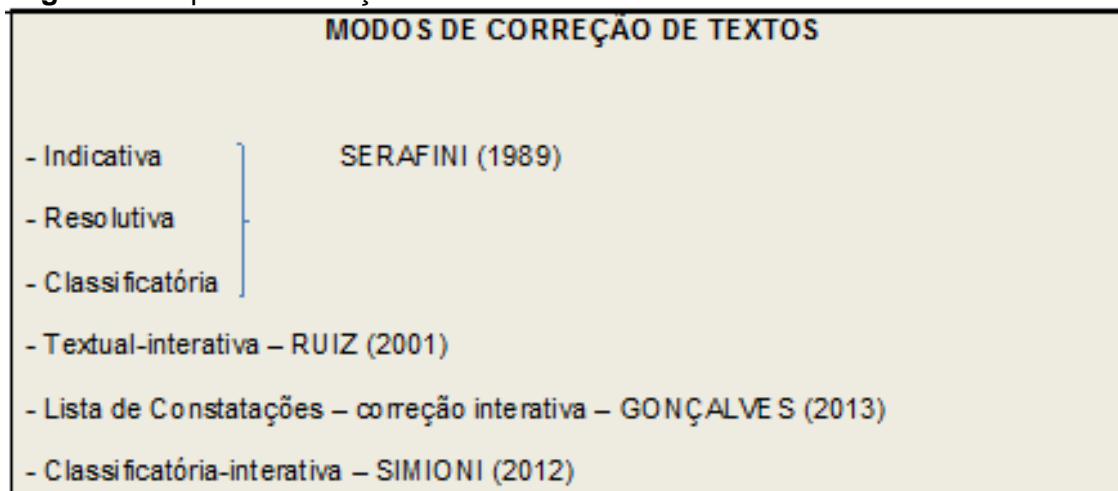 MODOS DE CORREÇÃO DE TEXTOS
- Indicativa SERAFINI (1989)
- Resolutiva
- Classificatória
- Textual-interativa – RUIZ (2001)
- Lista de Constatações – correção interativa – GONÇALVES (2013)
- Classificatória-interativa – SIMIONI (2012)